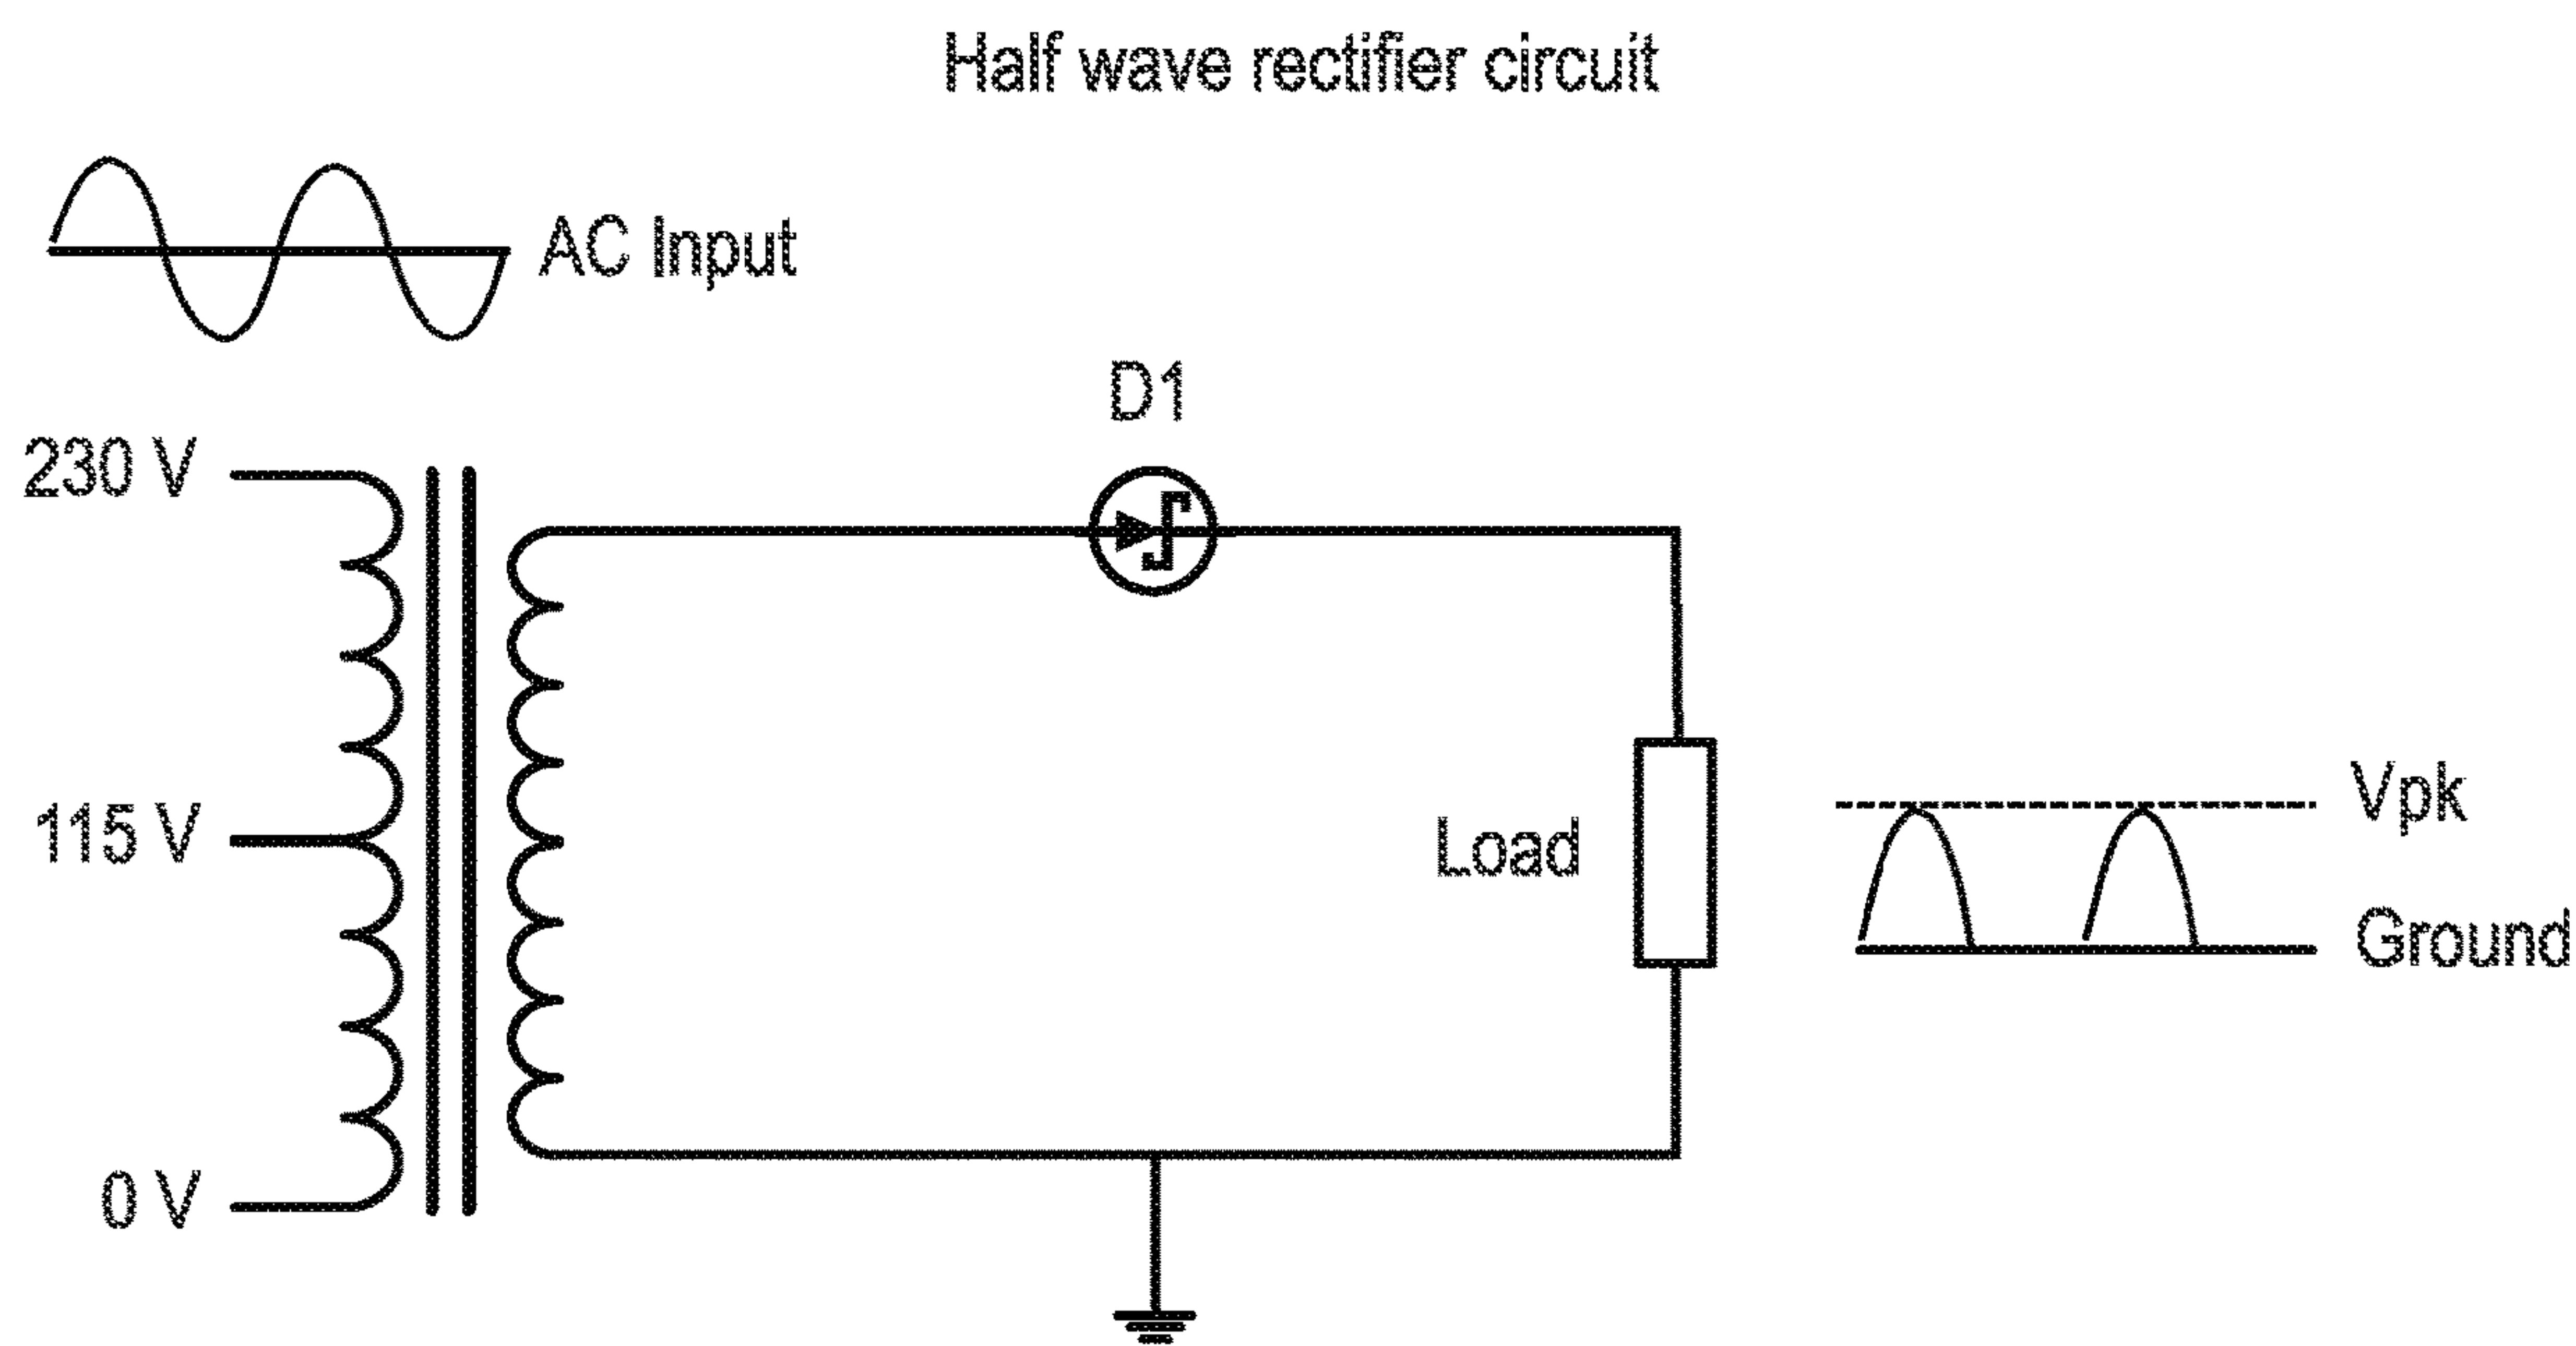 Half wave rectifier circuit
AC Input
D1
230 V
115 V
0 V
Load
Vpk
Ground